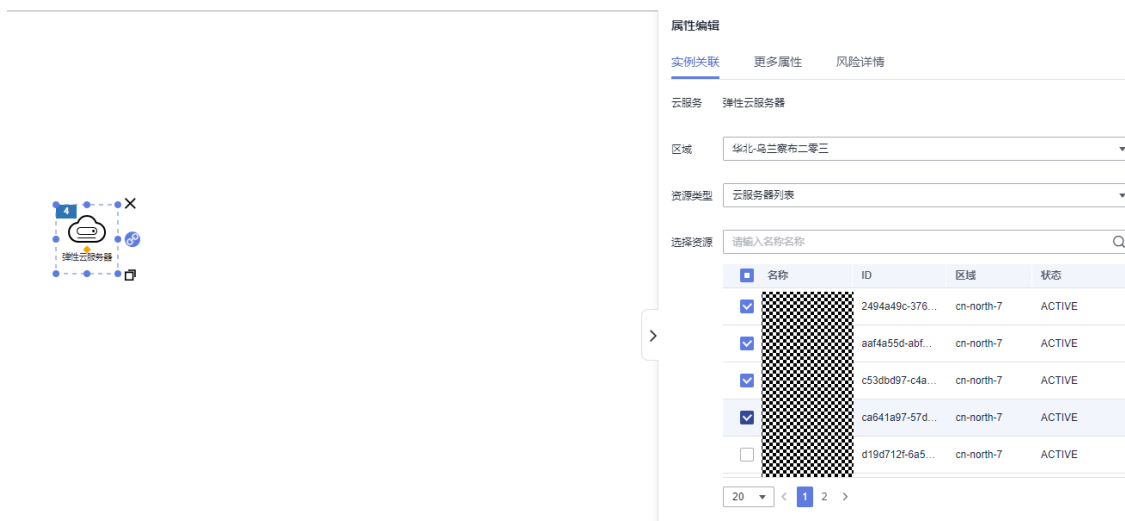 属性编辑
实例关联 更多属性 风险详情
云服务 弹性云服务器
区域 华北-乌兰察布二零三
资源类型 云服务器列表
选择资源 请输入名称名称
名称 ID 区域 状态
2494a49c-376... cn-north-7 ACTIVE
aaf4a55d-abf... cn-north-7 ACTIVE
c53dbd97-c4a... cn-north-7 ACTIVE
ca641a97-57d... cn-north-7 ACTIVE
d19d712f-6a5... cn-north-7 ACTIVE
20 1 2
4
弹性云服务器